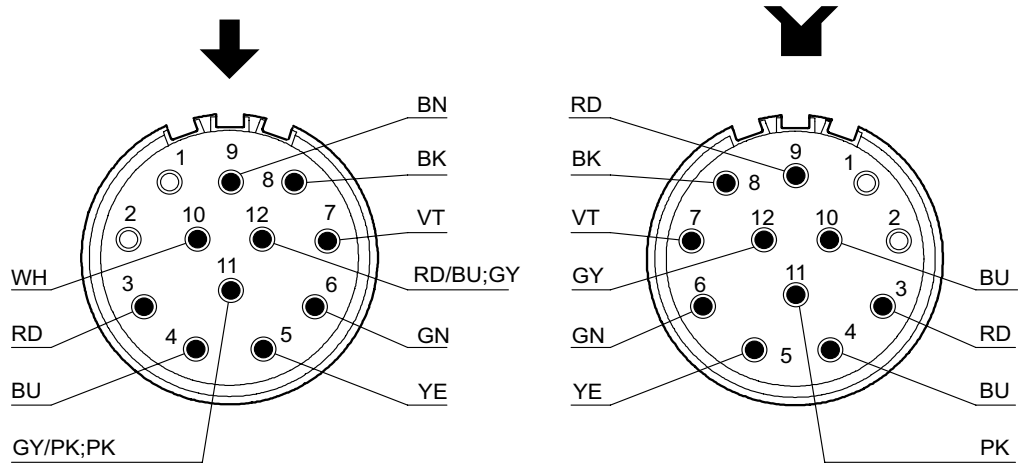 BN
1
9
8
BK
2
10
12
7
VT
WH
11
RD/BU;GY
3
6
RD
GN
4
5
BU
YE
GY/PK;PK
RD
9
1
BK
8
VT
7
12
10
2
GY
11
BU
6
3
GN
RD
4
5
YE
BU
PK